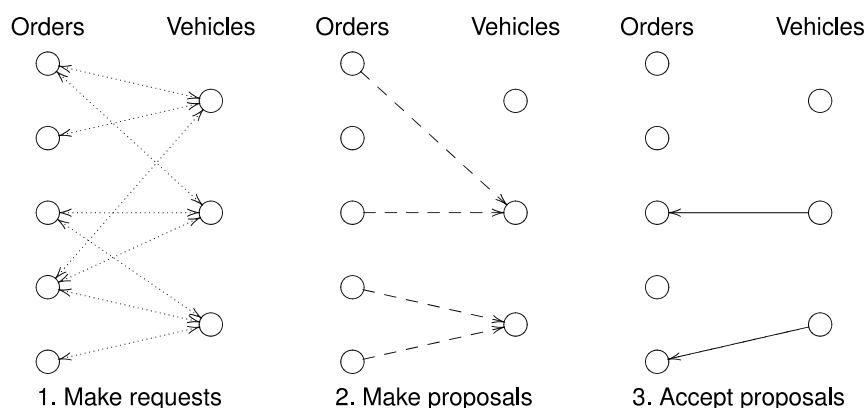 Orders Vehicles Orders Vehicles Orders Vehicles
1. Make requests 2. Make proposals 3. Accept proposals